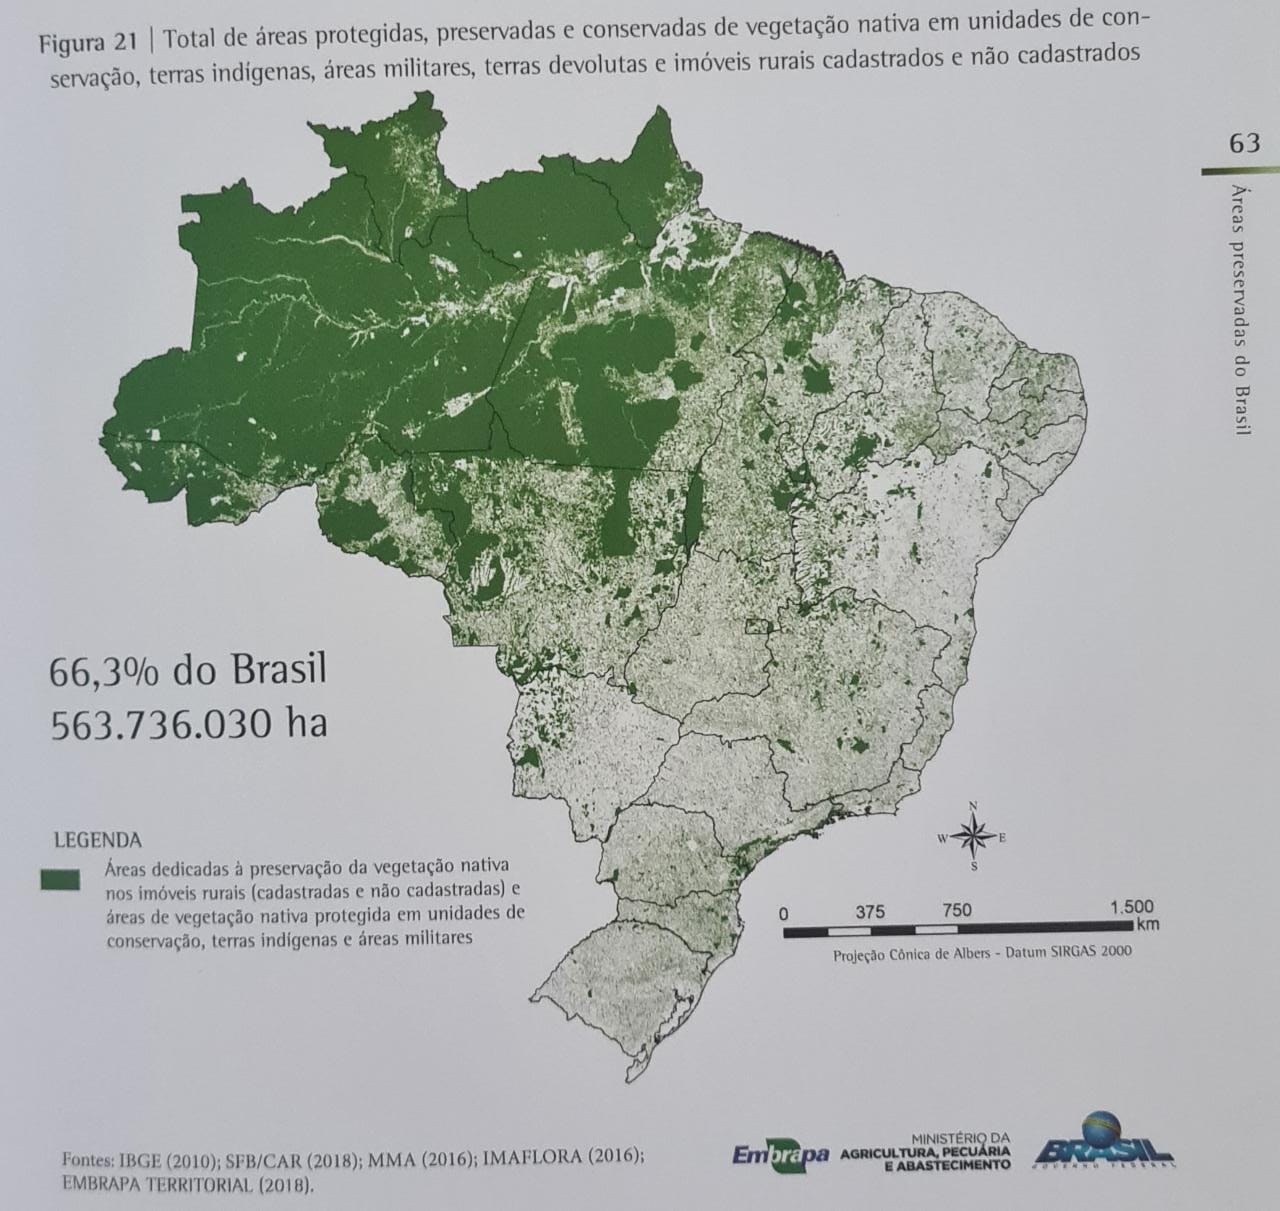 Figura 21 | Total de áreas protegidas, preservadas e conservadas de vegetação nativa em unidades de con-
servação, terras indígenas, áreas militares, terras devolutas e imóveis rurais cadastrados e não cadastrados
63
Áreas preservadas do Brasil
66,3% do Brasil
563.736.030 ha
LEGENDA
Áreas dedicadas à preservação da vegetação nativa
nos imóveis rurais (cadastradas e não cadastradas) e
áreas de vegetação nativa protegida em unidades de
conservação, terras indígenas e áreas militares
N
W E
S
0 375 750 1.500
km
Projeção Cônica de Albers - Datum SIRGAS 2000
Fontes: IBGE (2010); SFB/CAR (2018); MMA (2016); IMAFLORA (2016);
EMBRAPA TERRITORIAL (2018).
Embrapa
MINISTÉRIO DA
AGRICULTURA, PECUÁRIA
E ABASTECIMENTO
BRASIL
GOVERNO FEDERAL